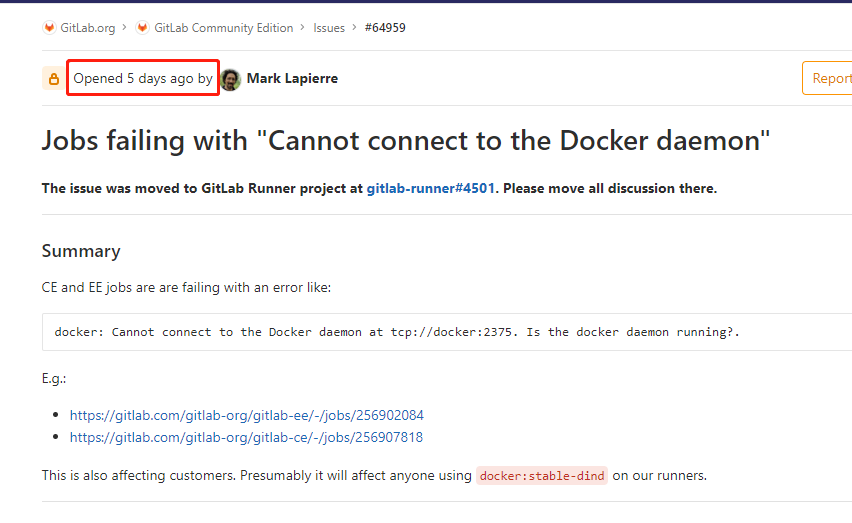 GitLab.org > GitLab Community Edition > Issues > #64959
Opened 5 days ago by Mark Lapierre
Report
Jobs failing with "Cannot connect to the Docker daemon"
The issue was moved to GitLab Runner project at gitlab-runner#4501. Please move all discussion there.
Summary
CE and EE jobs are are failing with an error like:
docker: Cannot connect to the Docker daemon at tcp://docker:2375. Is the docker daemon running?.
E.g.:
• https://gitlab.com/gitlab-org/gitlab-ee/-/jobs/256902084
• https://gitlab.com/gitlab-org/gitlab-ce/-/jobs/256907818
This is also affecting customers. Presumably it will affect anyone using docker:stable-dind on our runners.